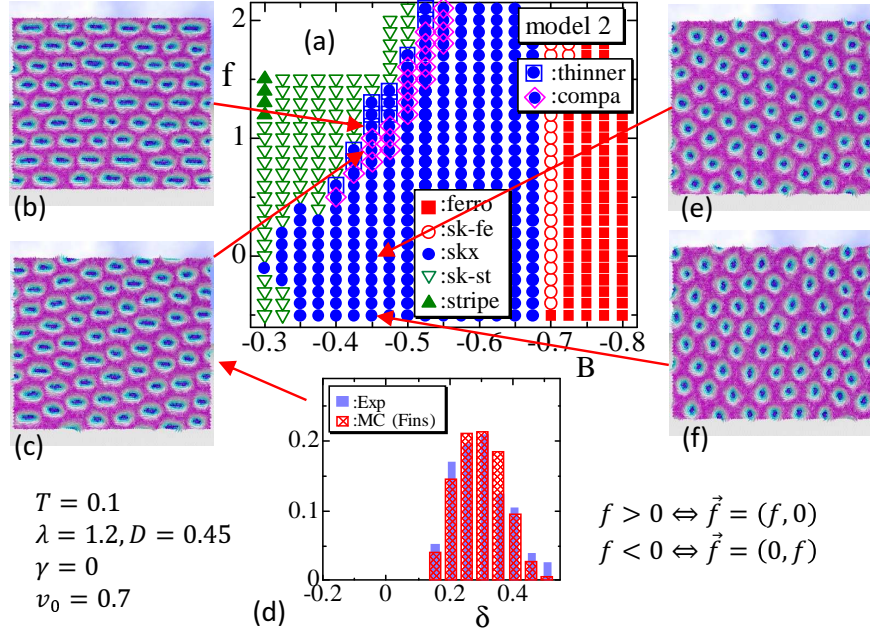 (a)
model 2
:thinner
:compa
f
2
1
0
:ferro
:sk-fe
:skx
:sk-st
:stripe
-0.3 -0.4 -0.5 -0.6 -0.7 -0.8
B
(b)
(c)
(e)
(f)
:Exp
:MC (Fins)
0.2
0.1
0
-0.2 0 0.2 0.4
δ
(d)
T = 0.1
λ = 1.2, D = 0.45
γ = 0
v₀ = 0.7
f > 0 ⇔ f⃗ = (f, 0)
f < 0 ⇔ f⃗ = (0, f)